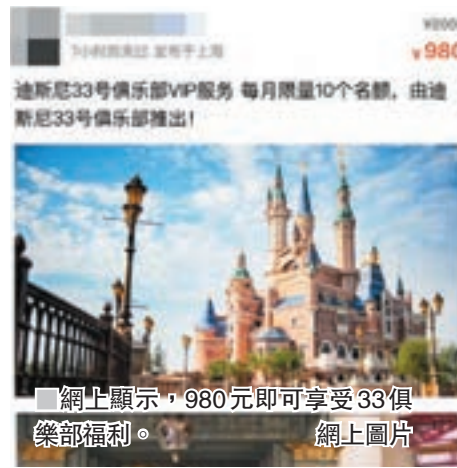 ¥980
迪斯尼33号俱乐部VIP服务 每月限量10个名额，由迪
斯尼33号俱乐部推出！
網上顯示，980元即可享受33俱
樂部福利。 網上圖片